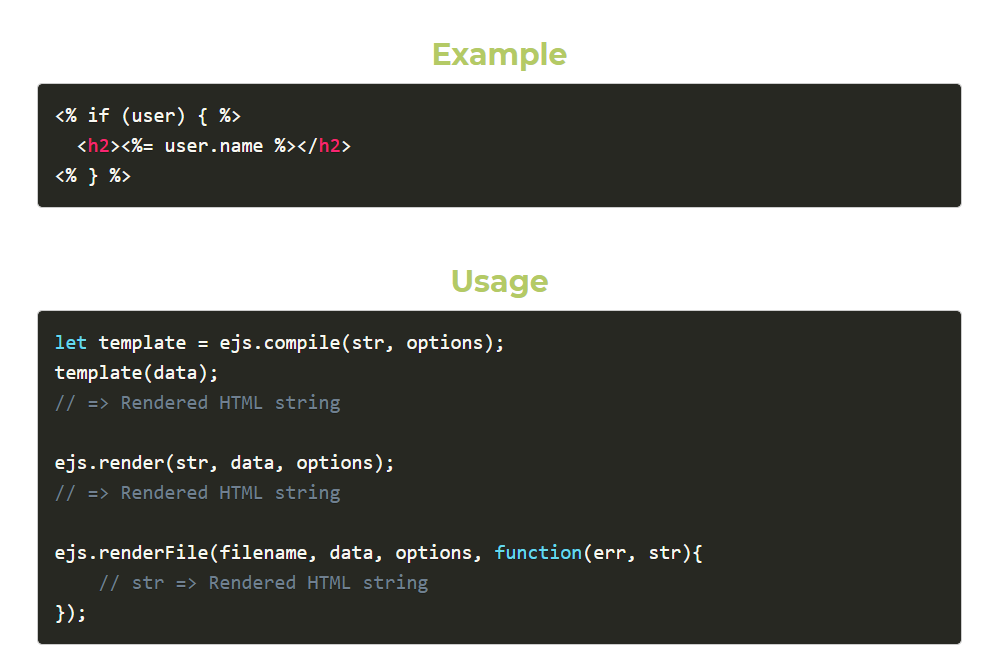 Example
<% if (user) { %>
  <h2><%= user.name %></h2>
<% } %>
Usage
let template = ejs.compile(str, options);
template(data);
// => Rendered HTML string
ejs.render(str, data, options);
// => Rendered HTML string
ejs.renderFile(filename, data, options, function(err, str){
    // str => Rendered HTML string
});